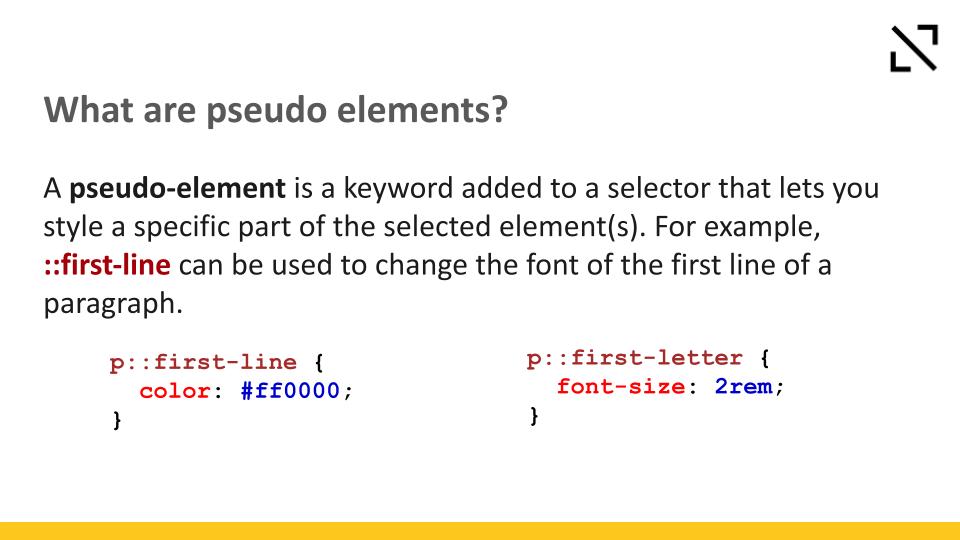 What are pseudo elements?
A pseudo-element is a keyword added to a selector that lets you
style a specific part of the selected element(s). For example,
::first-line can be used to change the font of the first line of a
paragraph.
p::first-line {
  color: #ff0000;
}
p::first-letter {
  font-size: 2rem;
}